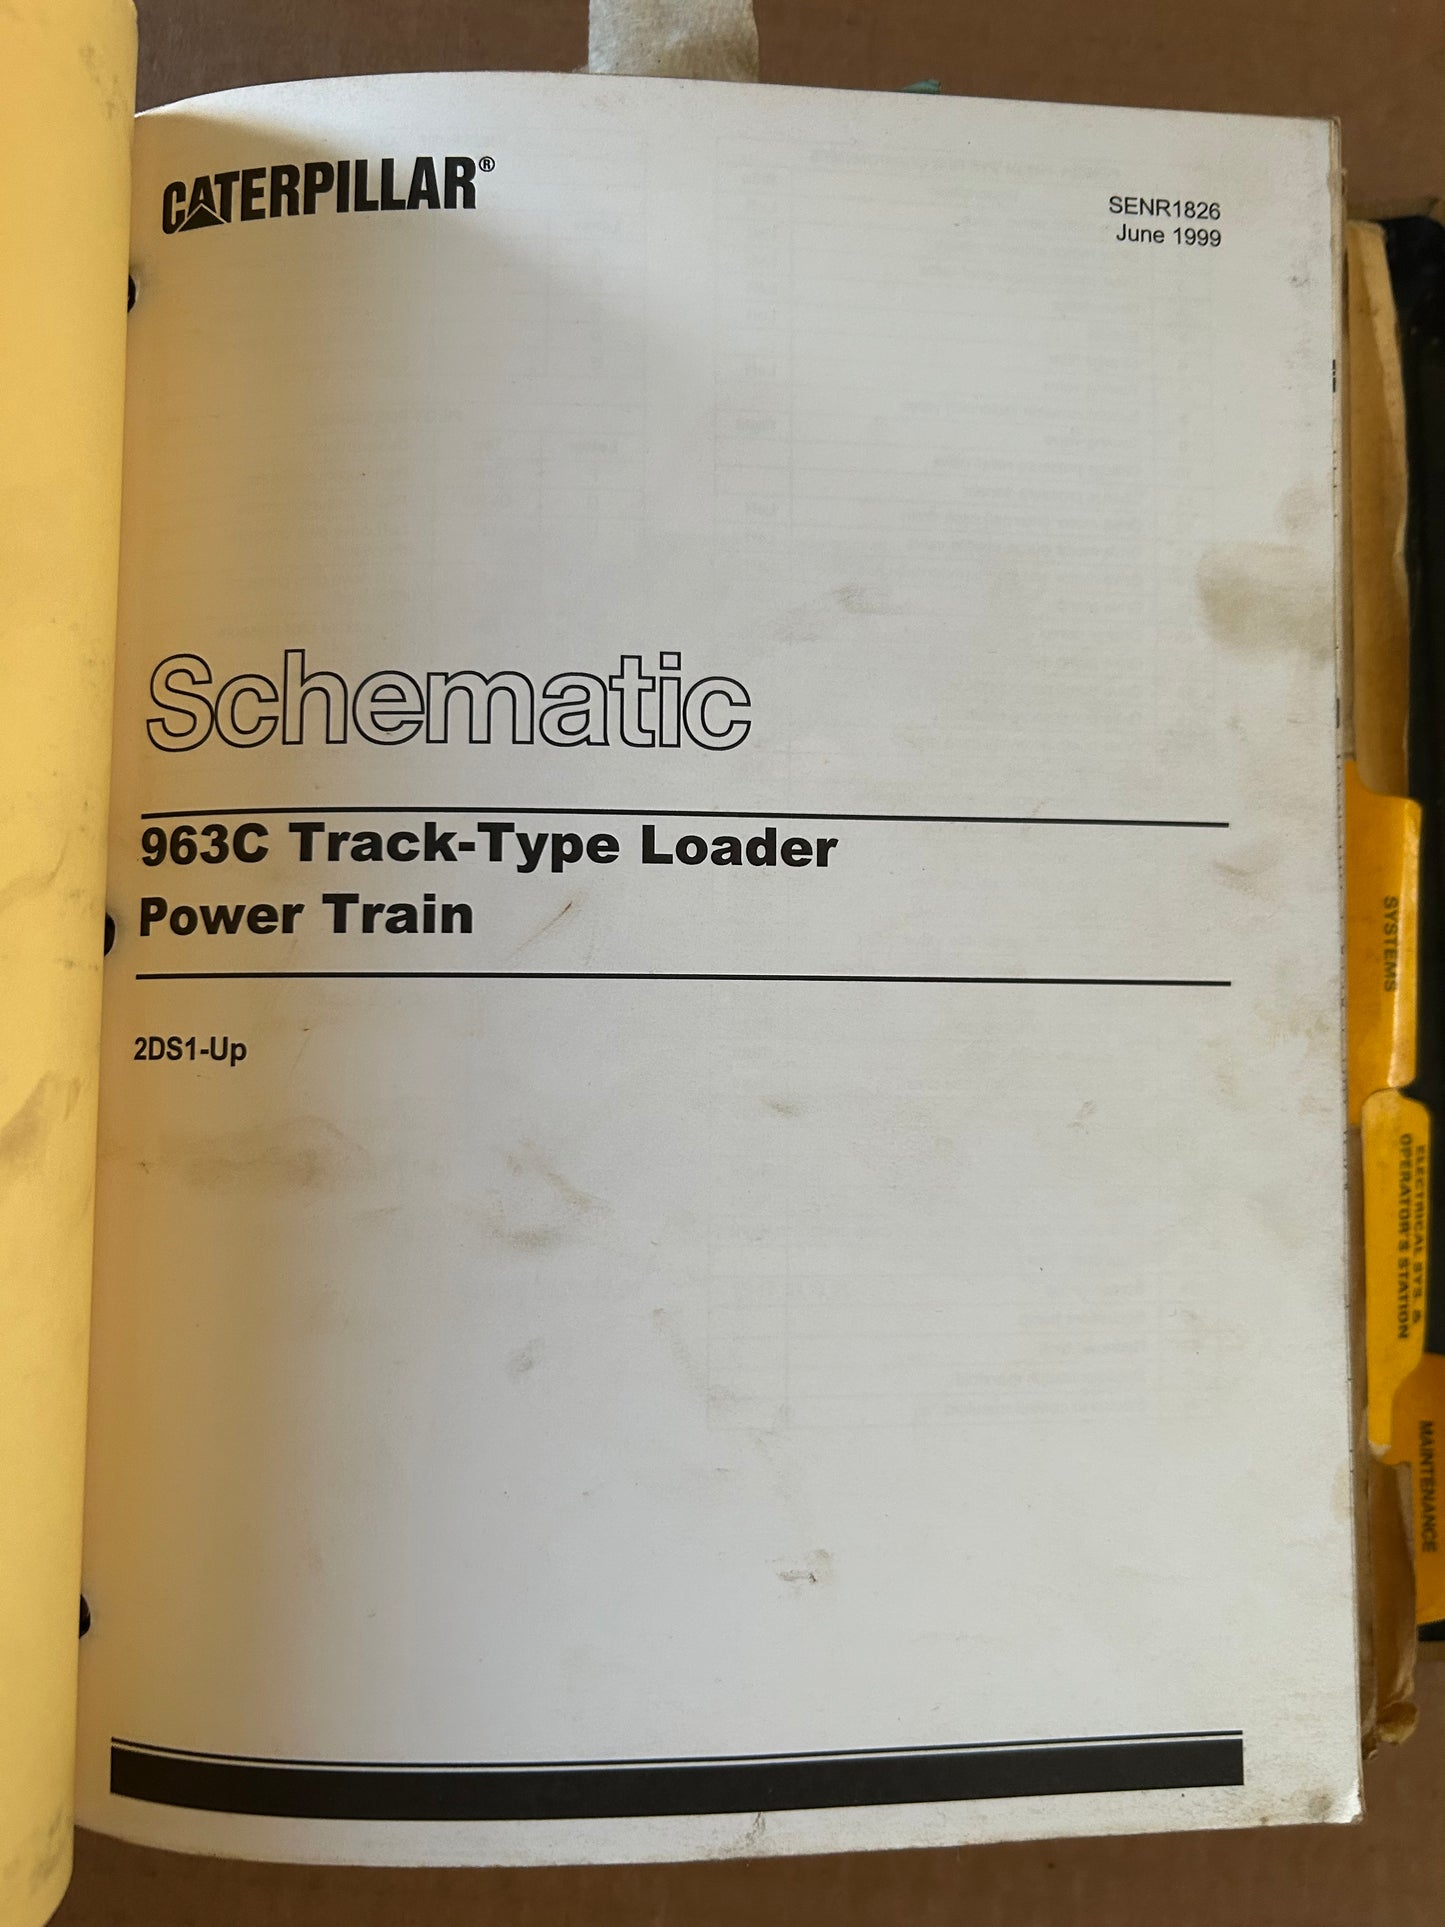 CATERPILLAR®
SENR1826
June 1999
Schematic
963C Track-Type Loader
Power Train
2DS1-Up
SYSTEMS
ELECTRICAL SYS. &
OPERATOR'S STATION
MAINTENANCE